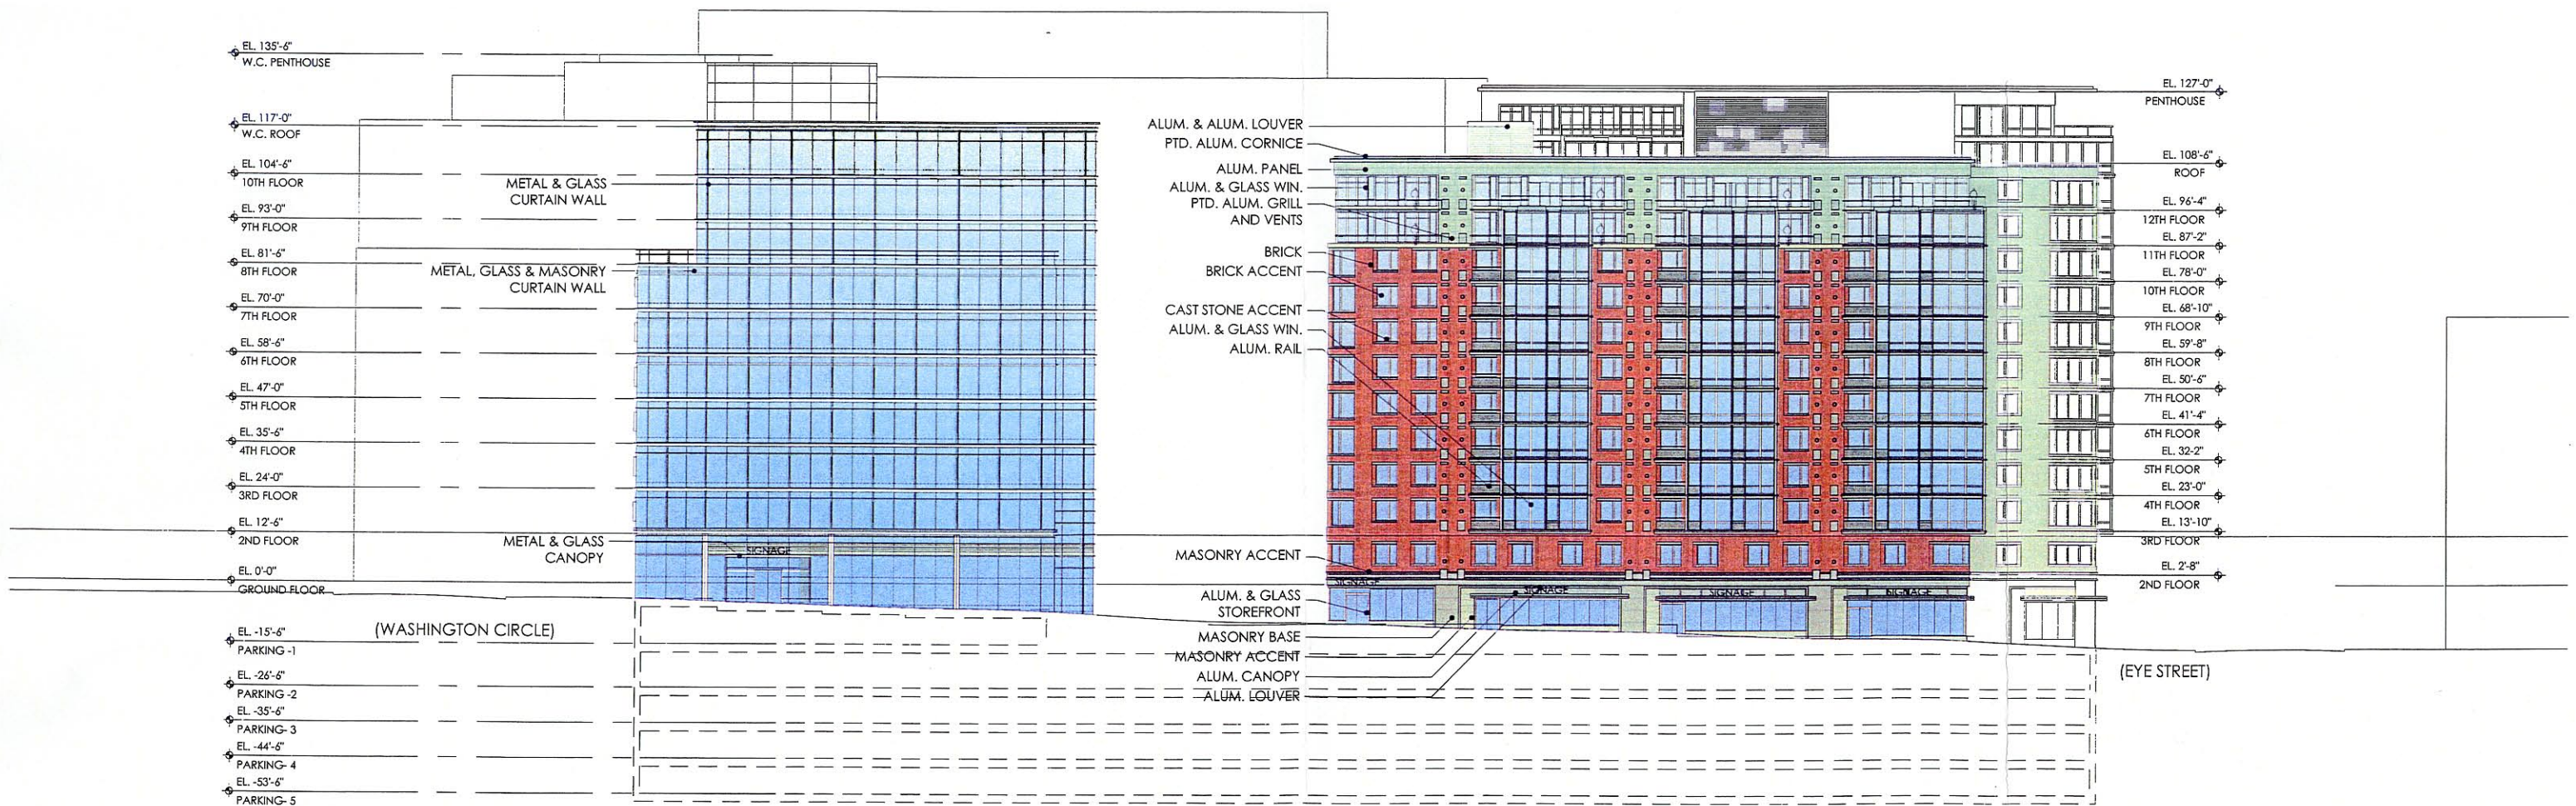 EL. 135'-6"
W.C. PENTHOUSE
EL. 117'-0"
W.C. ROOF
EL. 104'-6"
10TH FLOOR
EL. 93'-0"
9TH FLOOR
EL. 81'-6"
8TH FLOOR
EL. 70'-0"
7TH FLOOR
EL. 58'-6"
6TH FLOOR
EL. 47'-0"
5TH FLOOR
EL. 35'-6"
4TH FLOOR
EL. 24'-0"
3RD FLOOR
EL. 12'-6"
2ND FLOOR
EL. 0'-0"
GROUND FLOOR
EL. -15'-6"
PARKING -1
EL. -26'-6"
PARKING -2
EL. -35'-6"
PARKING- 3
EL. -44'-6"
PARKING- 4
EL. -53'-6"
PARKING- 5
(WASHINGTON CIRCLE)
METAL & GLASS
CURTAIN WALL
METAL, GLASS & MASONRY
CURTAIN WALL
METAL & GLASS
CANOPY
SIGNAGE
ALUM. & ALUM. LOUVER
PTD. ALUM. CORNICE
ALUM. PANEL
ALUM. & GLASS WIN.
PTD. ALUM. GRILL
AND VENTS
BRICK
BRICK ACCENT
CAST STONE ACCENT
ALUM. & GLASS WIN.
ALUM. RAIL
MASONRY ACCENT
ALUM. & GLASS
STOREFRONT
MASONRY BASE
MASONRY ACCENT
ALUM. CANOPY
ALUM. LOUVER
SIGNAGE
SIGNAGE
SIGNAGE
SIGNAGE
EL. 127'-0"
PENTHOUSE
EL. 108'-6"
ROOF
EL. 96'-4"
12TH FLOOR
EL. 87'-2"
11TH FLOOR
EL. 78'-0"
10TH FLOOR
EL. 68'-10"
9TH FLOOR
EL. 59'-8"
8TH FLOOR
EL. 50'-6"
7TH FLOOR
EL. 41'-4"
6TH FLOOR
EL. 32-2"
5TH FLOOR
EL. 23'-0"
4TH FLOOR
EL. 13'-10"
3RD FLOOR
EL. 2'-8"
2ND FLOOR
(EYE STREET)